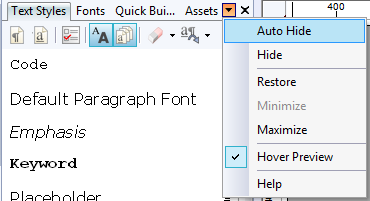 Text Styles Fonts Quick Bui... Assets
400
Auto Hide
Hide
Restore
Minimize
Maximize
Hover Preview
Help
A
Code
Default Paragraph Font
Emphasis
Keyword
Placeholder